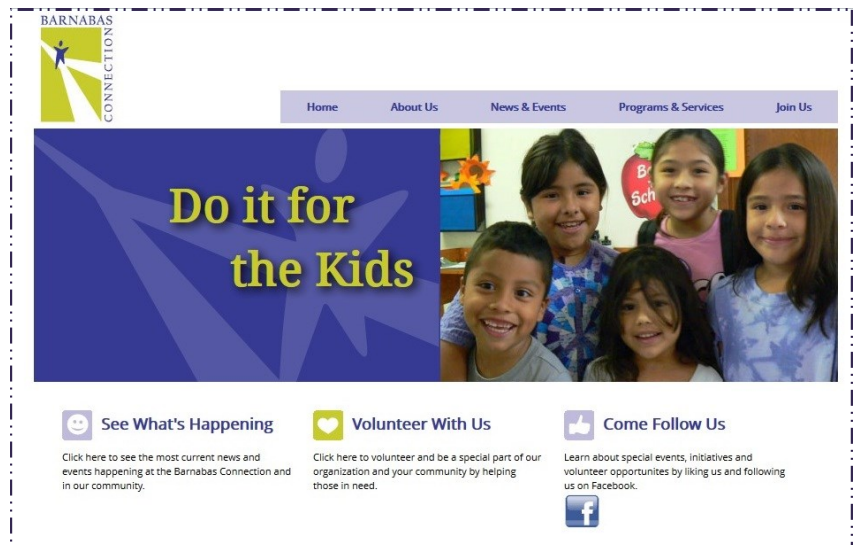 BARNABAS
CONNECTION
Home About Us News & Events Programs & Services Join Us
Do it for
the Kids
See What's Happening
Click here to see the most current news and
events happening at the Barnabas Connection and
in our community.
Volunteer With Us
Click here to volunteer and be a special part of our
organization and your community by helping
those in need.
Come Follow Us
Learn about special events, initiatives and
volunteer opportunites by liking us and following
us on Facebook.
f